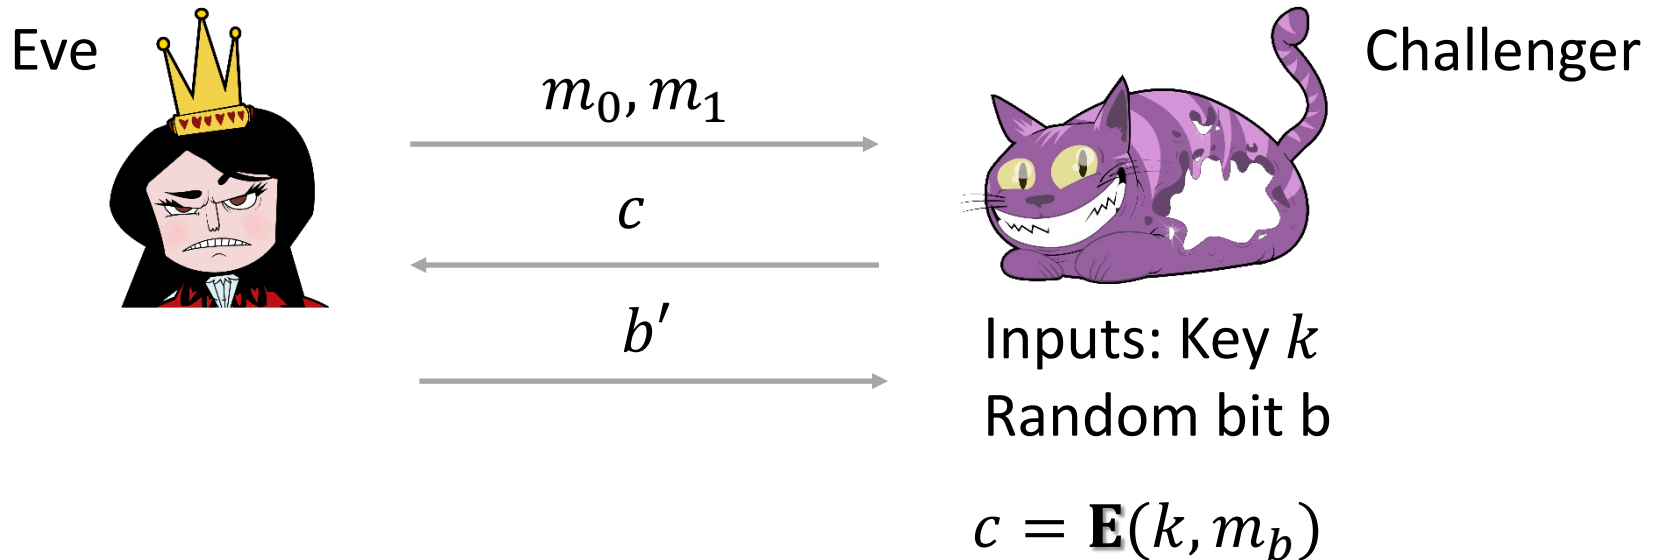 Eve
Challenger
m₀, m₁
c
b′
Inputs: Key k
Random bit b
c = E(k, m_b)